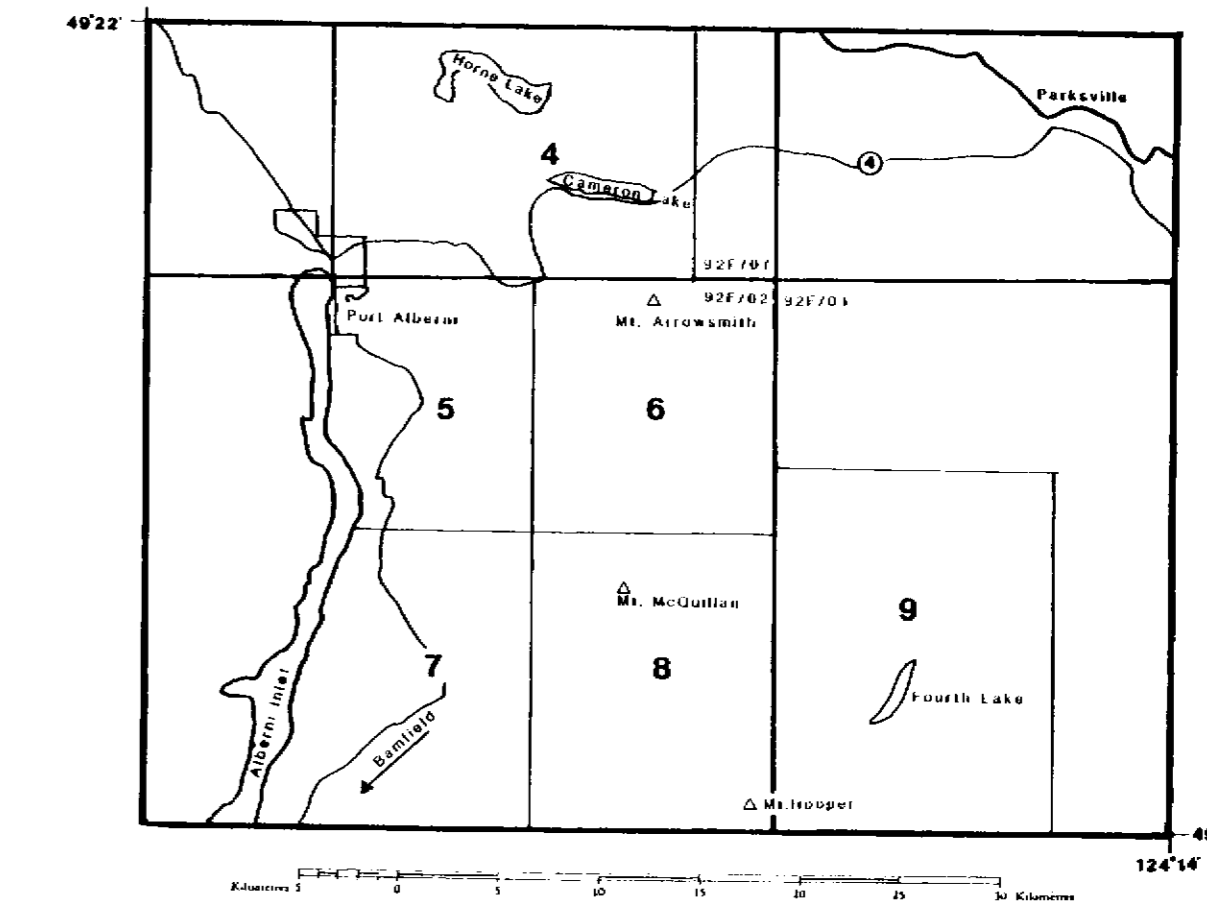 49°22'
Horne Lake
Parksville
4
4
Cameron Lake
92F/07
92F/02
Port Alberni
Mt. Arrowsmith
5
6
Mt. McQuillan
9
7
8
Fourth Lake
Alberni Inlet
Bamfield
Mt. Hooper
49
124°14'
Kilometres 5 0 5 10 15 20 25 30 Kilometres